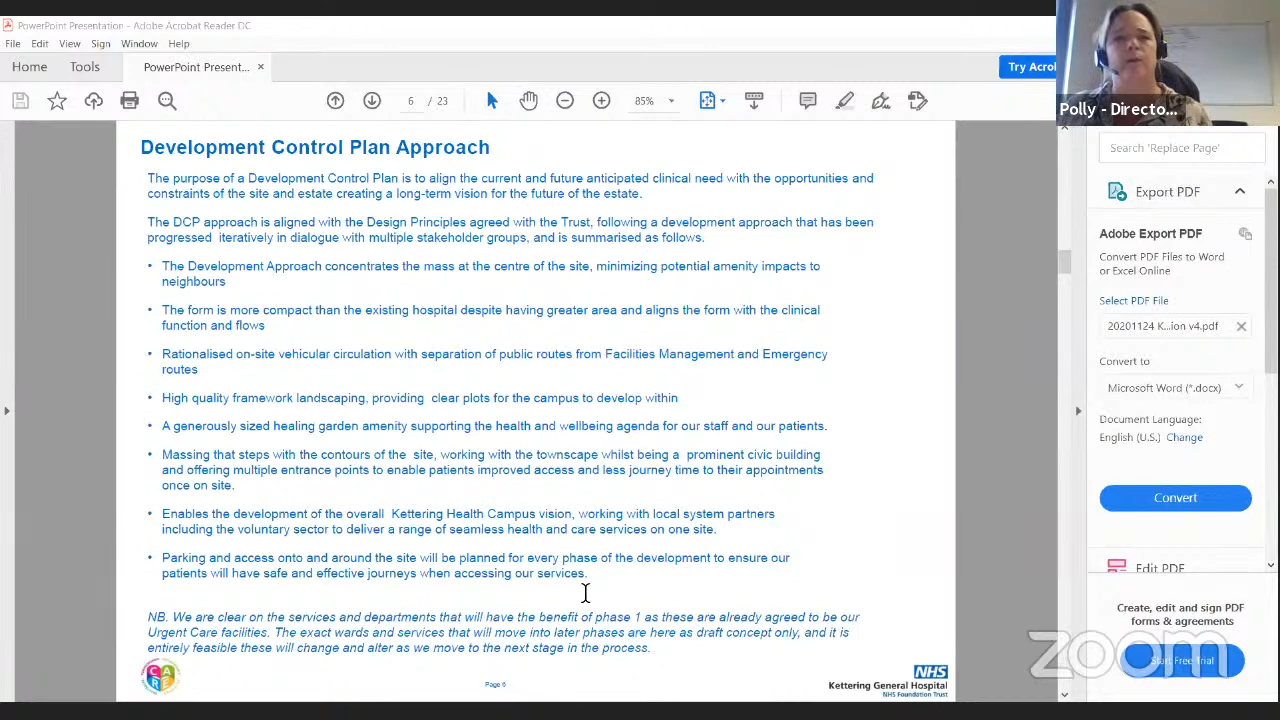 PowerPoint Presentation - Adobe Acrobat Reader DC
File Edit View Sign Window Help
Home Tools PowerPoint Present... ×
Try Acrol
6 / 23 85%
Polly - Directo...
Development Control Plan Approach
The purpose of a Development Control Plan is to align the current and future anticipated clinical need with the opportunities and
constraints of the site and estate creating a long-term vision for the future of the estate.
The DCP approach is aligned with the Design Principles agreed with the Trust, following a development approach that has been
progressed iteratively in dialogue with multiple stakeholder groups, and is summarised as follows.
• The Development Approach concentrates the mass at the centre of the site, minimizing potential amenity impacts to
neighbours
• The form is more compact than the existing hospital despite having greater area and aligns the form with the clinical
function and flows
• Rationalised on-site vehicular circulation with separation of public routes from Facilities Management and Emergency
routes
• High quality framework landscaping, providing clear plots for the campus to develop within
• A generously sized healing garden amenity supporting the health and wellbeing agenda for our staff and our patients.
• Massing that steps with the contours of the site, working with the townscape whilst being a prominent civic building
and offering multiple entrance points to enable patients improved access and less journey time to their appointments
once on site.
• Enables the development of the overall Kettering Health Campus vision, working with local system partners
including the voluntary sector to deliver a range of seamless health and care services on one site.
• Parking and access onto and around the site will be planned for every phase of the development to ensure our
patients will have safe and effective journeys when accessing our services.
NB. We are clear on the services and departments that will have the benefit of phase 1 as these are already agreed to be our
Urgent Care facilities. The exact wards and services that will move into later phases are here as draft concept only, and it is
entirely feasible these will change and alter as we move to the next stage in the process.
CARE
Page 6
NHS
Kettering General Hospital
NHS Foundation Trust
Search 'Replace Page'
Export PDF
Adobe Export PDF
Convert PDF Files to Word
or Excel Online
Select PDF File
20201124 K...ion v4.pdf
Convert to
Microsoft Word (*.docx)
Document Language:
English (U.S.) Change
Convert
Edit PDF
Create, edit and sign PDF
forms & agreements
Start Free Trial
zoom